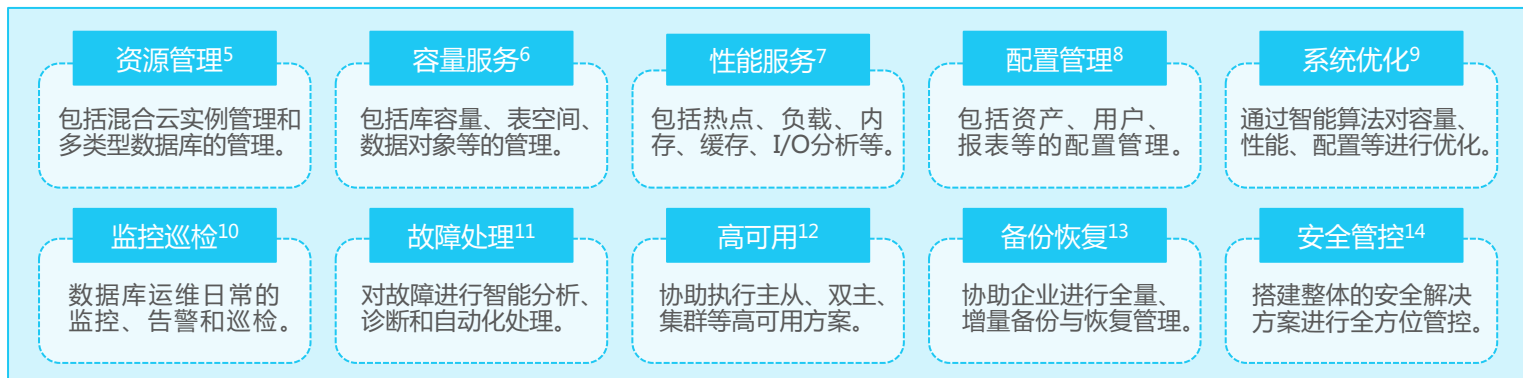 资源管理5
包括混合云实例管理和
多类型数据库的管理。
容量服务6
包括库容量、表空间、
数据对象等的管理。
性能服务7
包括热点、负载、内
存、缓存、I/O分析等。
配置管理8
包括资产、用户、
报表等的配置管理。
系统优化9
通过智能算法对容量、
性能、配置等进行优化。
监控巡检10
数据库运维日常的
监控、告警和巡检。
故障处理11
对故障进行智能分析、
诊断和自动化处理。
高可用12
协助执行主从、双主、
集群等高可用方案。
备份恢复13
协助企业进行全量、
增量备份与恢复管理。
安全管控14
搭建整体的安全解决
方案进行全方位管控。